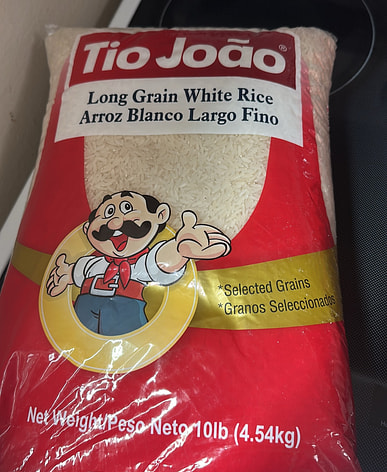 Tio João®
Long Grain White Rice
Arroz Blanco Largo Fino
*Selected Grains
*Granos Seleccionados
Net Weight/Peso Neto 10lb (4.54kg)